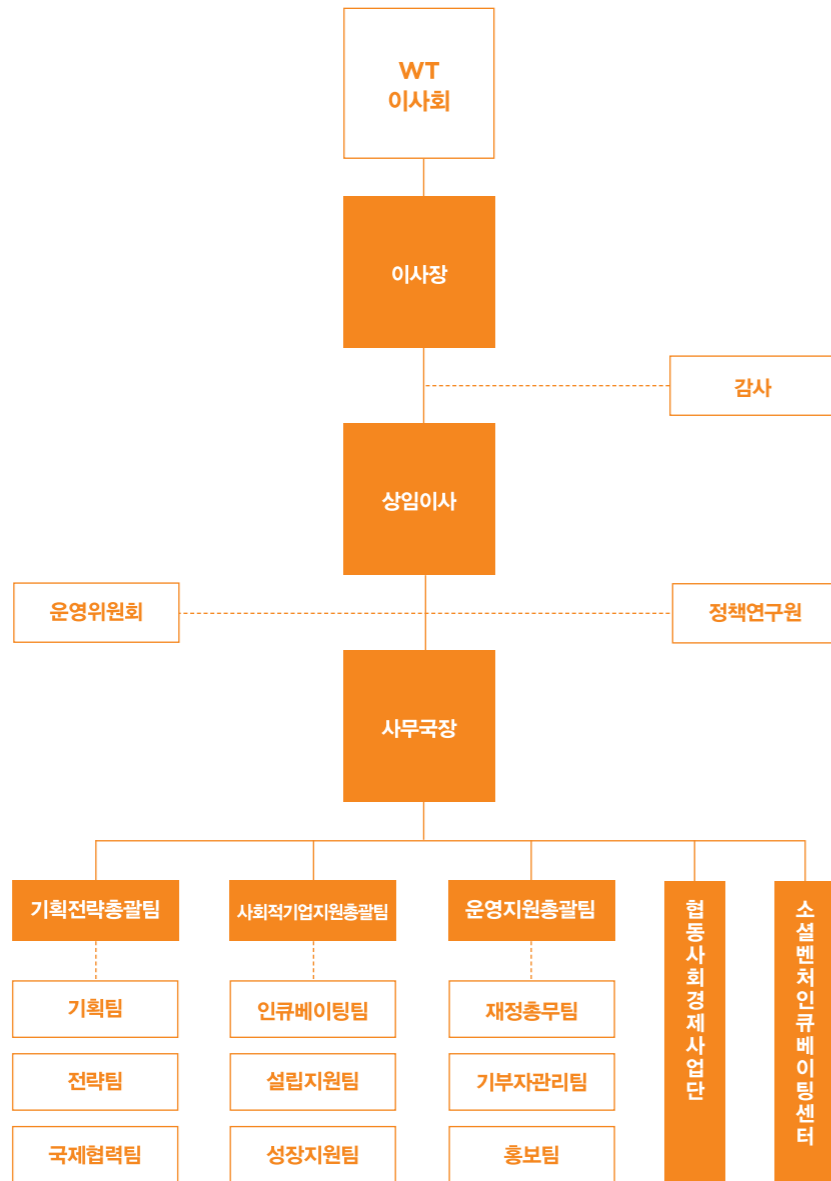 WT
이사회
이사장
감사
상임이사
운영위원회
정책연구원
사무국장
기획전략총괄팀
사회적기업지원총괄팀
운영지원총괄팀
협동사회경제사업단
소셜벤처인큐베이팅센터
기획팀
인큐베이팅팀
재정총무팀
전략팀
설립지원팀
기부자관리팀
국제협력팀
성장지원팀
홍보팀